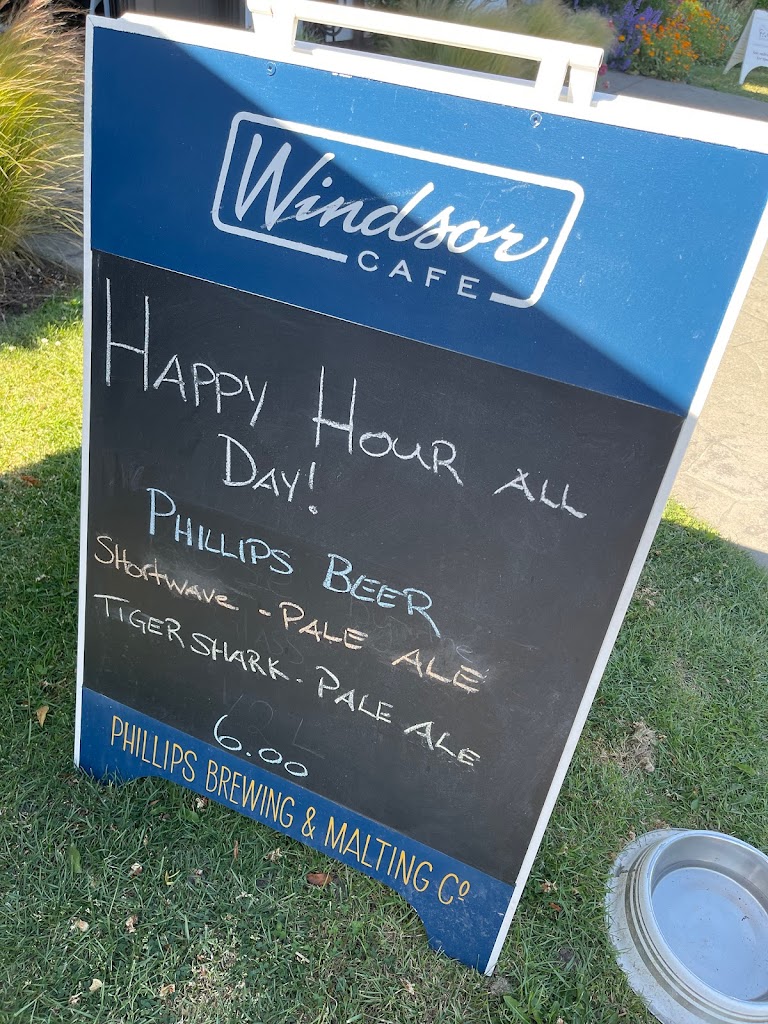 Windsor
CAFE
HAPPY HOUR ALL
DAY!
PHILLIPS BEER
SHORTWAVE - PALE ALE
TIGER SHARK - PALE ALE
6.00
PHILLIPS BREWING & MALTING Cº